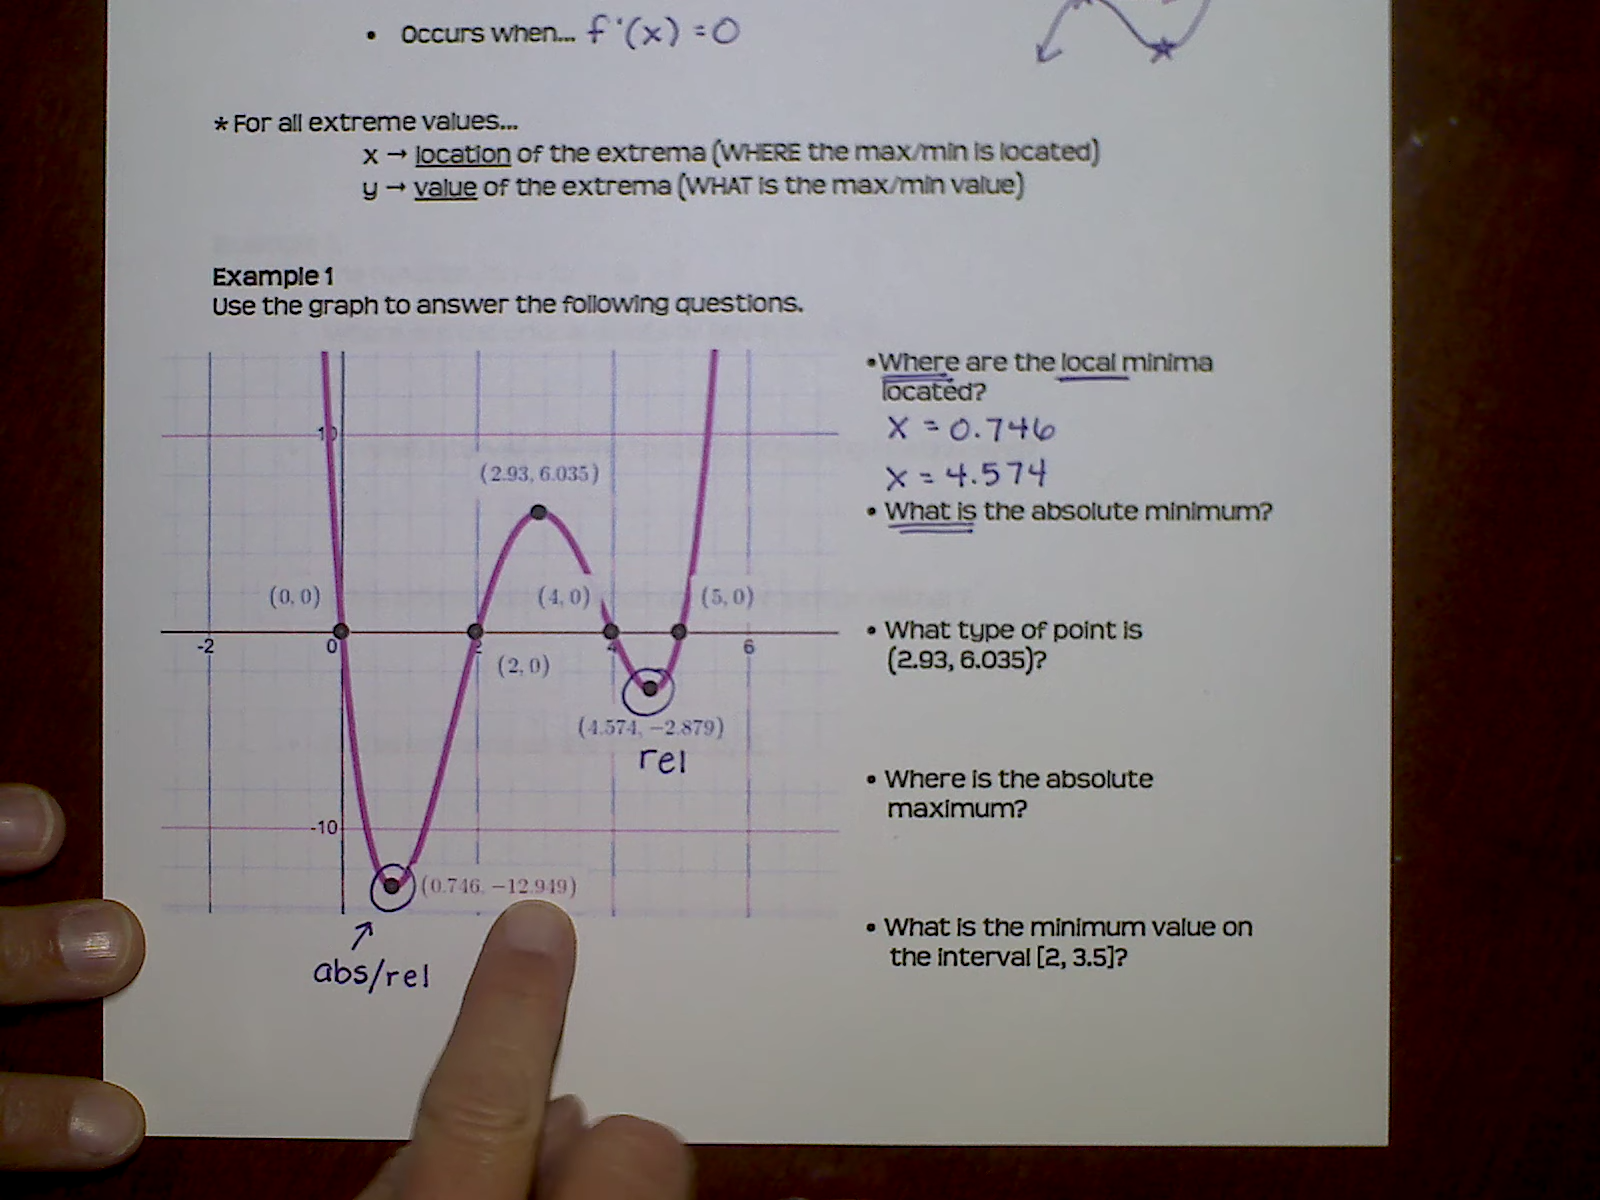 • Occurs when... f'(x) = 0
* For all extreme values...
x → location of the extrema (WHERE the max/min is located)
y → value of the extrema (WHAT is the max/min value)
Example 1
Use the graph to answer the following questions.
10
(2.93, 6.035)
(0, 0)
(4, 0)
(5, 0)
-2
0
2
4
6
(2, 0)
(4.574, −2.879)
rel
-10
(0.746, −12.949)
abs/rel
• Where are the local minima
located?
x = 0.746
x = 4.574
• What is the absolute minimum?
• What type of point is
(2.93, 6.035)?
• Where is the absolute
maximum?
• What is the minimum value on
the interval [2, 3.5]?